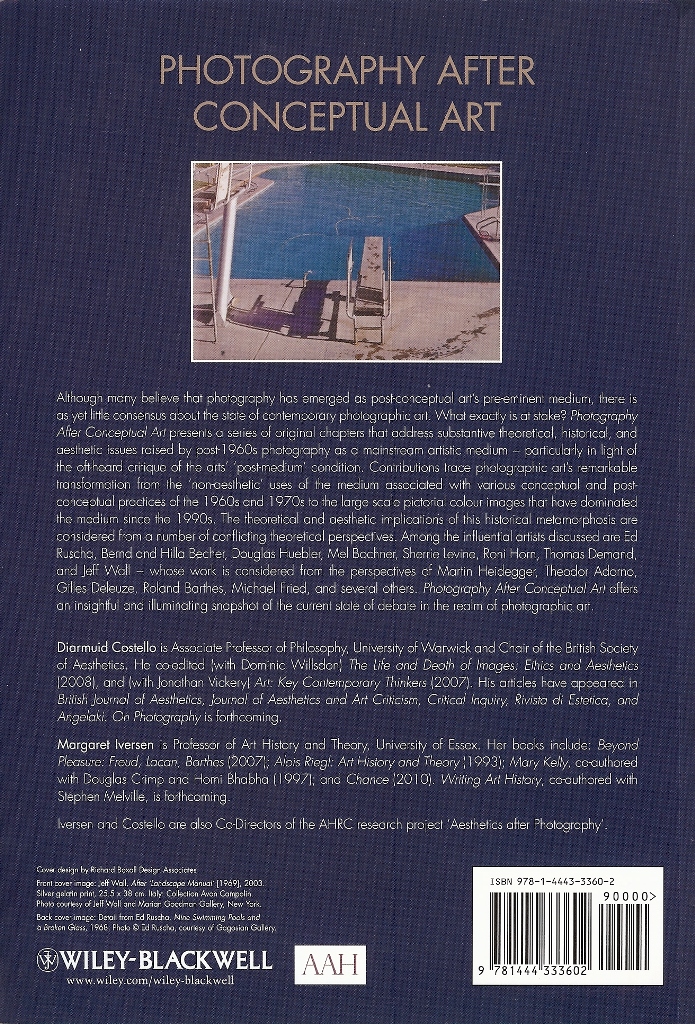 PHOTOGRAPHY AFTER
CONCEPTUAL ART
Although many believe that photography has emerged as post-conceptual art's pre-eminent medium, there is
as yet little consensus about the state of contemporary photographic art. What exactly is at stake? Photography
After Conceptual Art presents a series of original chapters that address substantive theoretical, historical, and
aesthetic issues raised by post-1960s photography as a mainstream artistic medium – particularly in light of
the oft-heard critique of the arts' 'post-medium' condition. Contributions trace photographic art's remarkable
transformation from the 'non-aesthetic' uses of the medium associated with various conceptual and post-
conceptual practices of the 1960s and 1970s to the large-scale pictorial colour images that have dominated
the medium since the 1990s. The theoretical and aesthetic implications of this historical metamorphosis are
considered from a number of conflicting theoretical perspectives. Among the influential artists discussed are Ed
Ruscha, Bernd and Hilla Becher, Douglas Huebler, Mel Bochner, Sherrie Levine, Roni Horn, Thomas Demand,
and Jeff Wall – whose work is considered from the perspectives of Martin Heidegger, Theodor Adorno,
Gilles Deleuze, Roland Barthes, Michael Fried, and several others. Photography After Conceptual Art offers
an insightful and illuminating snapshot of the current state of debate in the realm of photographic art.
Diarmuid Costello is Associate Professor of Philosophy, University of Warwick and Chair of the British Society
of Aesthetics. He co-edited (with Dominic Willsdon) The Life and Death of Images: Ethics and Aesthetics
(2008), and (with Jonathan Vickery) Art: Key Contemporary Thinkers (2007). His articles have appeared in
British Journal of Aesthetics, Journal of Aesthetics and Art Criticism, Critical Inquiry, Rivista di Estetica, and
Angelaki. On Photography is forthcoming.
Margaret Iversen is Professor of Art History and Theory, University of Essex. Her books include: Beyond
Pleasure: Freud, Lacan, Barthes (2007); Alois Riegl: Art History and Theory (1993); Mary Kelly, co-authored
with Douglas Crimp and Homi Bhabha (1997); and Chance (2010). Writing Art History, co-authored with
Stephen Melville, is forthcoming.
Iversen and Costello are also Co-Directors of the AHRC research project 'Aesthetics after Photography'.
Cover design by Richard Boxall Design Associates
Front cover image: Jeff Wall, After 'Landscape Manual' (1969), 2003.
Silver gelatin print, 25.5 x 38 cm. Italy: Collection Avon Campolin
Photo courtesy of Jeff Wall and Marian Goodman Gallery, New York.
Back cover image: Detail from Ed Ruscha, Nine Swimming Pools and
a Broken Glass, 1968. Photo © Ed Ruscha, courtesy of Gagosian Gallery.
WILEY-BLACKWELL
www.wiley.com/wiley-blackwell
AAH
ISBN 978-1-4443-3360-2
90000>
9 781444 333602